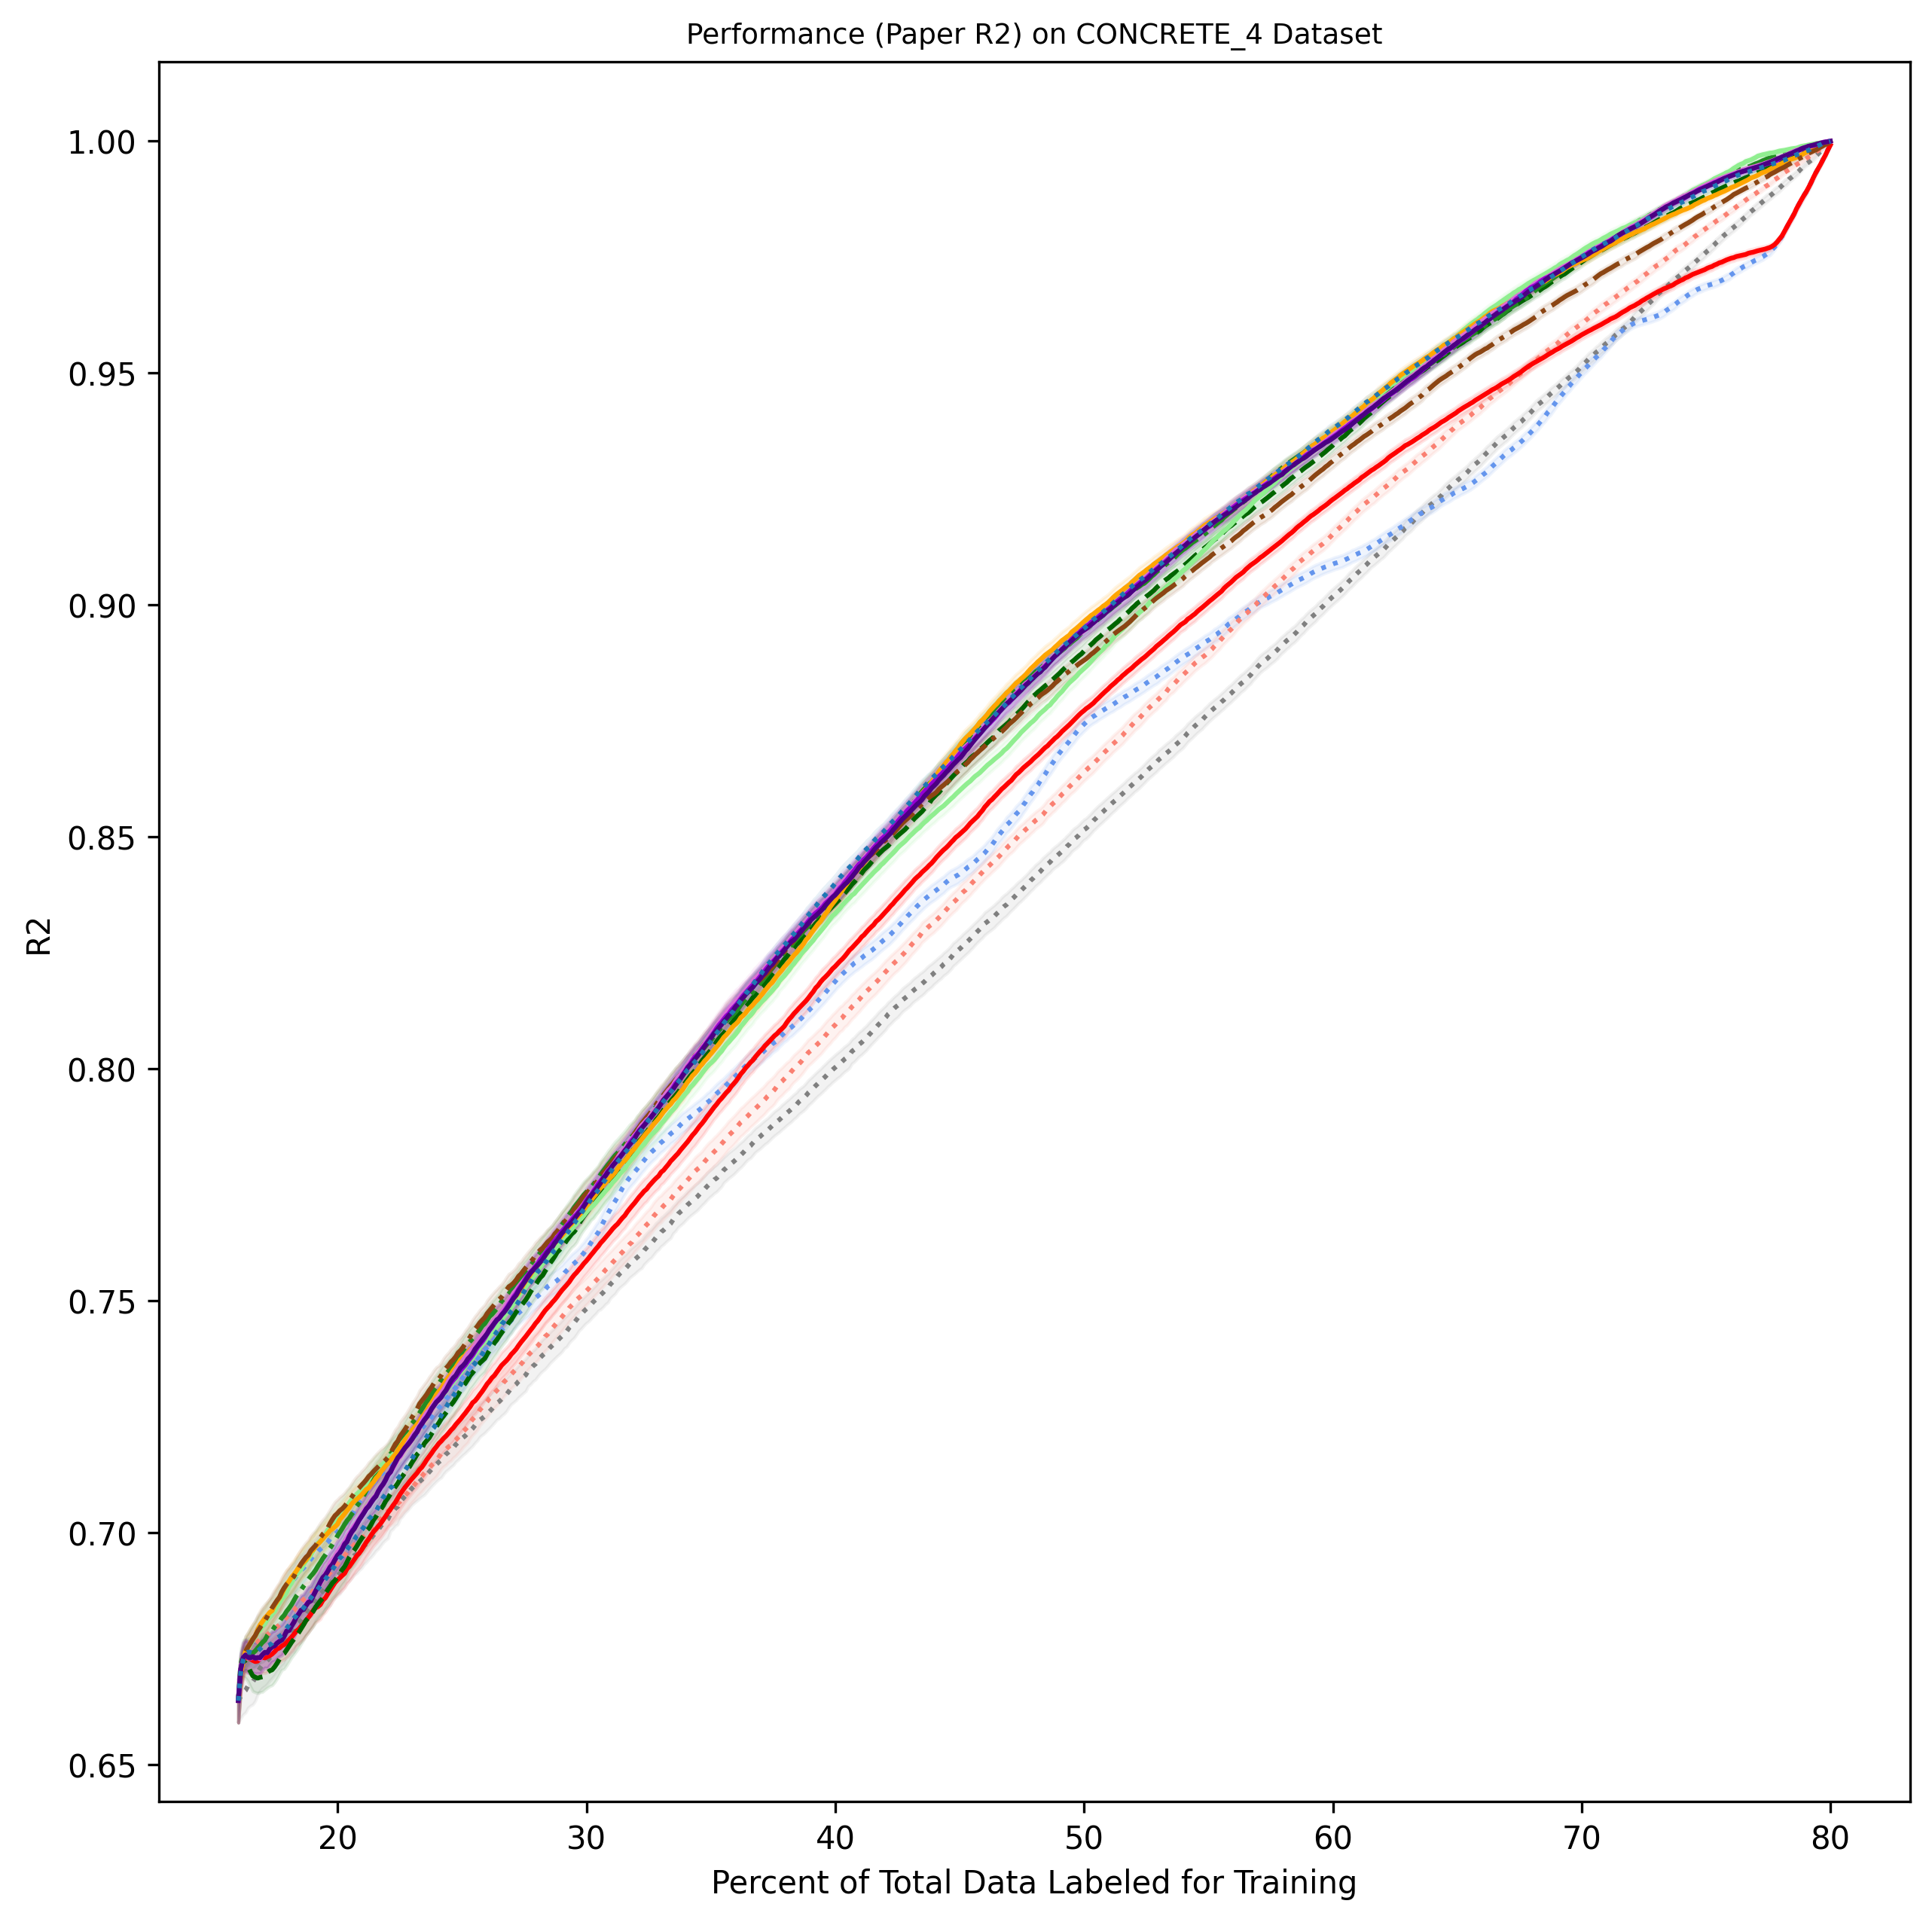 Performance (Paper R2) on CONCRETE_4 Dataset
1.00
0.95
0.90
0.85
0.80
0.75
0.70
0.65
R2
20 30 40 50 60 70 80
Percent of Total Data Labeled for Training